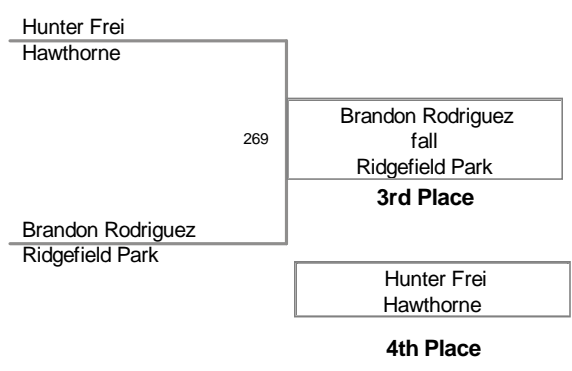 Hunter Frei
Hawthorne
269
Brandon Rodriguez
fall
Ridgefield Park
3rd Place
Brandon Rodriguez
Ridgefield Park
Hunter Frei
Hawthorne
4th Place